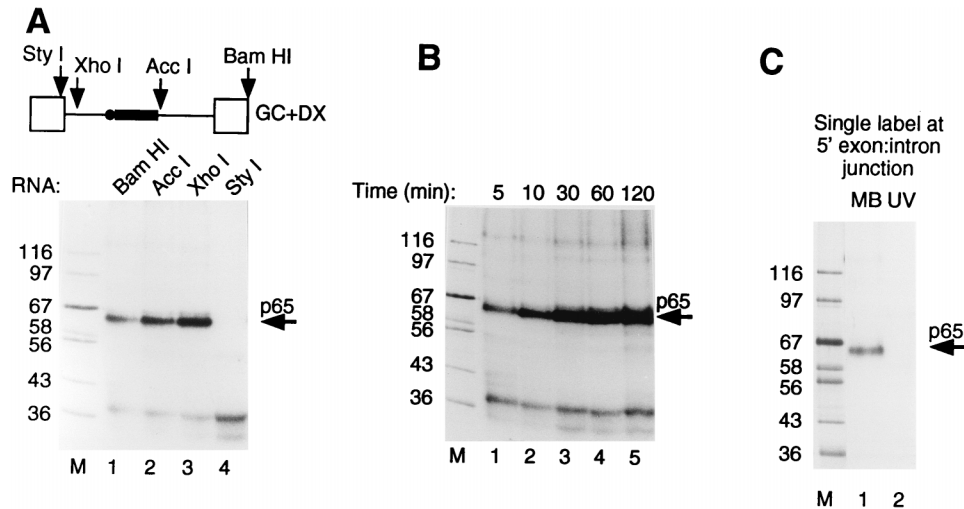 A
Sty I
Xho I
Acc I
Bam HI
GC+DX
RNA:
Bam HI
Acc I
Xho I
Sty I
116
97
67
58
56
43
36
p65
M 1 2 3 4
B
Time (min): 5 10 30 60 120
116
97
67
58
56
43
36
p65
M 1 2 3 4 5
C
Single label at
5' exon:intron
junction
MB UV
116
97
67
58
56
43
36
p65
M 1 2